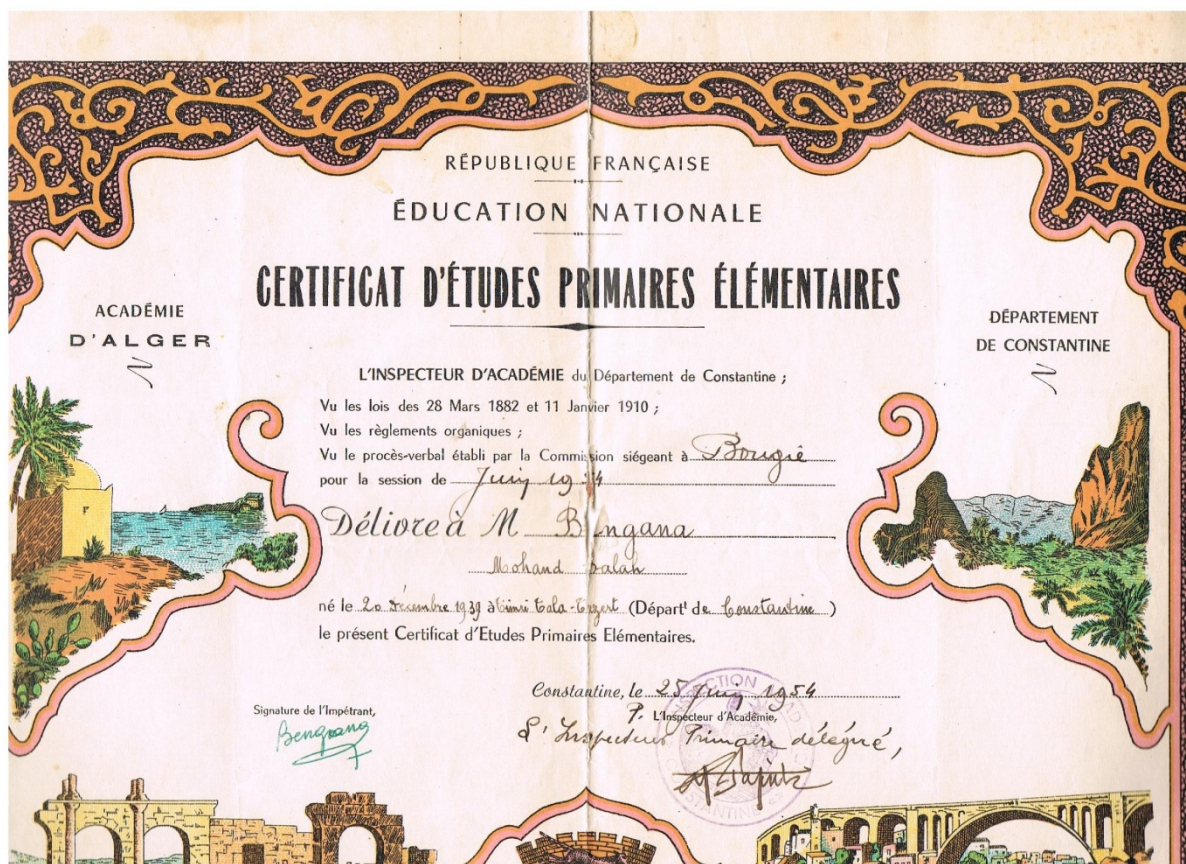 RÉPUBLIQUE FRANÇAISE
ÉDUCATION NATIONALE
CERTIFICAT D'ÉTUDES PRIMAIRES ÉLÉMENTAIRES
ACADÉMIE
D'ALGER
N
DÉPARTEMENT
DE CONSTANTINE
N
L'INSPECTEUR D'ACADÉMIE du Département de Constantine ;
Vu les lois des 28 Mars 1882 et 11 Janvier 1910 ;
Vu les règlements organiques ;
Vu le procès-verbal établi par la Commission siégeant à Bougie
pour la session de Juin 1954
Délivre à M Bengana
Mohand Salah
né le 20 Décembre 1939 à Timri Tala-Tizert (Départt de Constantine)
le présent Certificat d'Etudes Primaires Elémentaires.
Constantine, le 25 Juin 1954
P. L'Inspecteur d'Académie,
L'Inspecteur Primaire délégué,
Signature de l'Impétrant,
Bengana